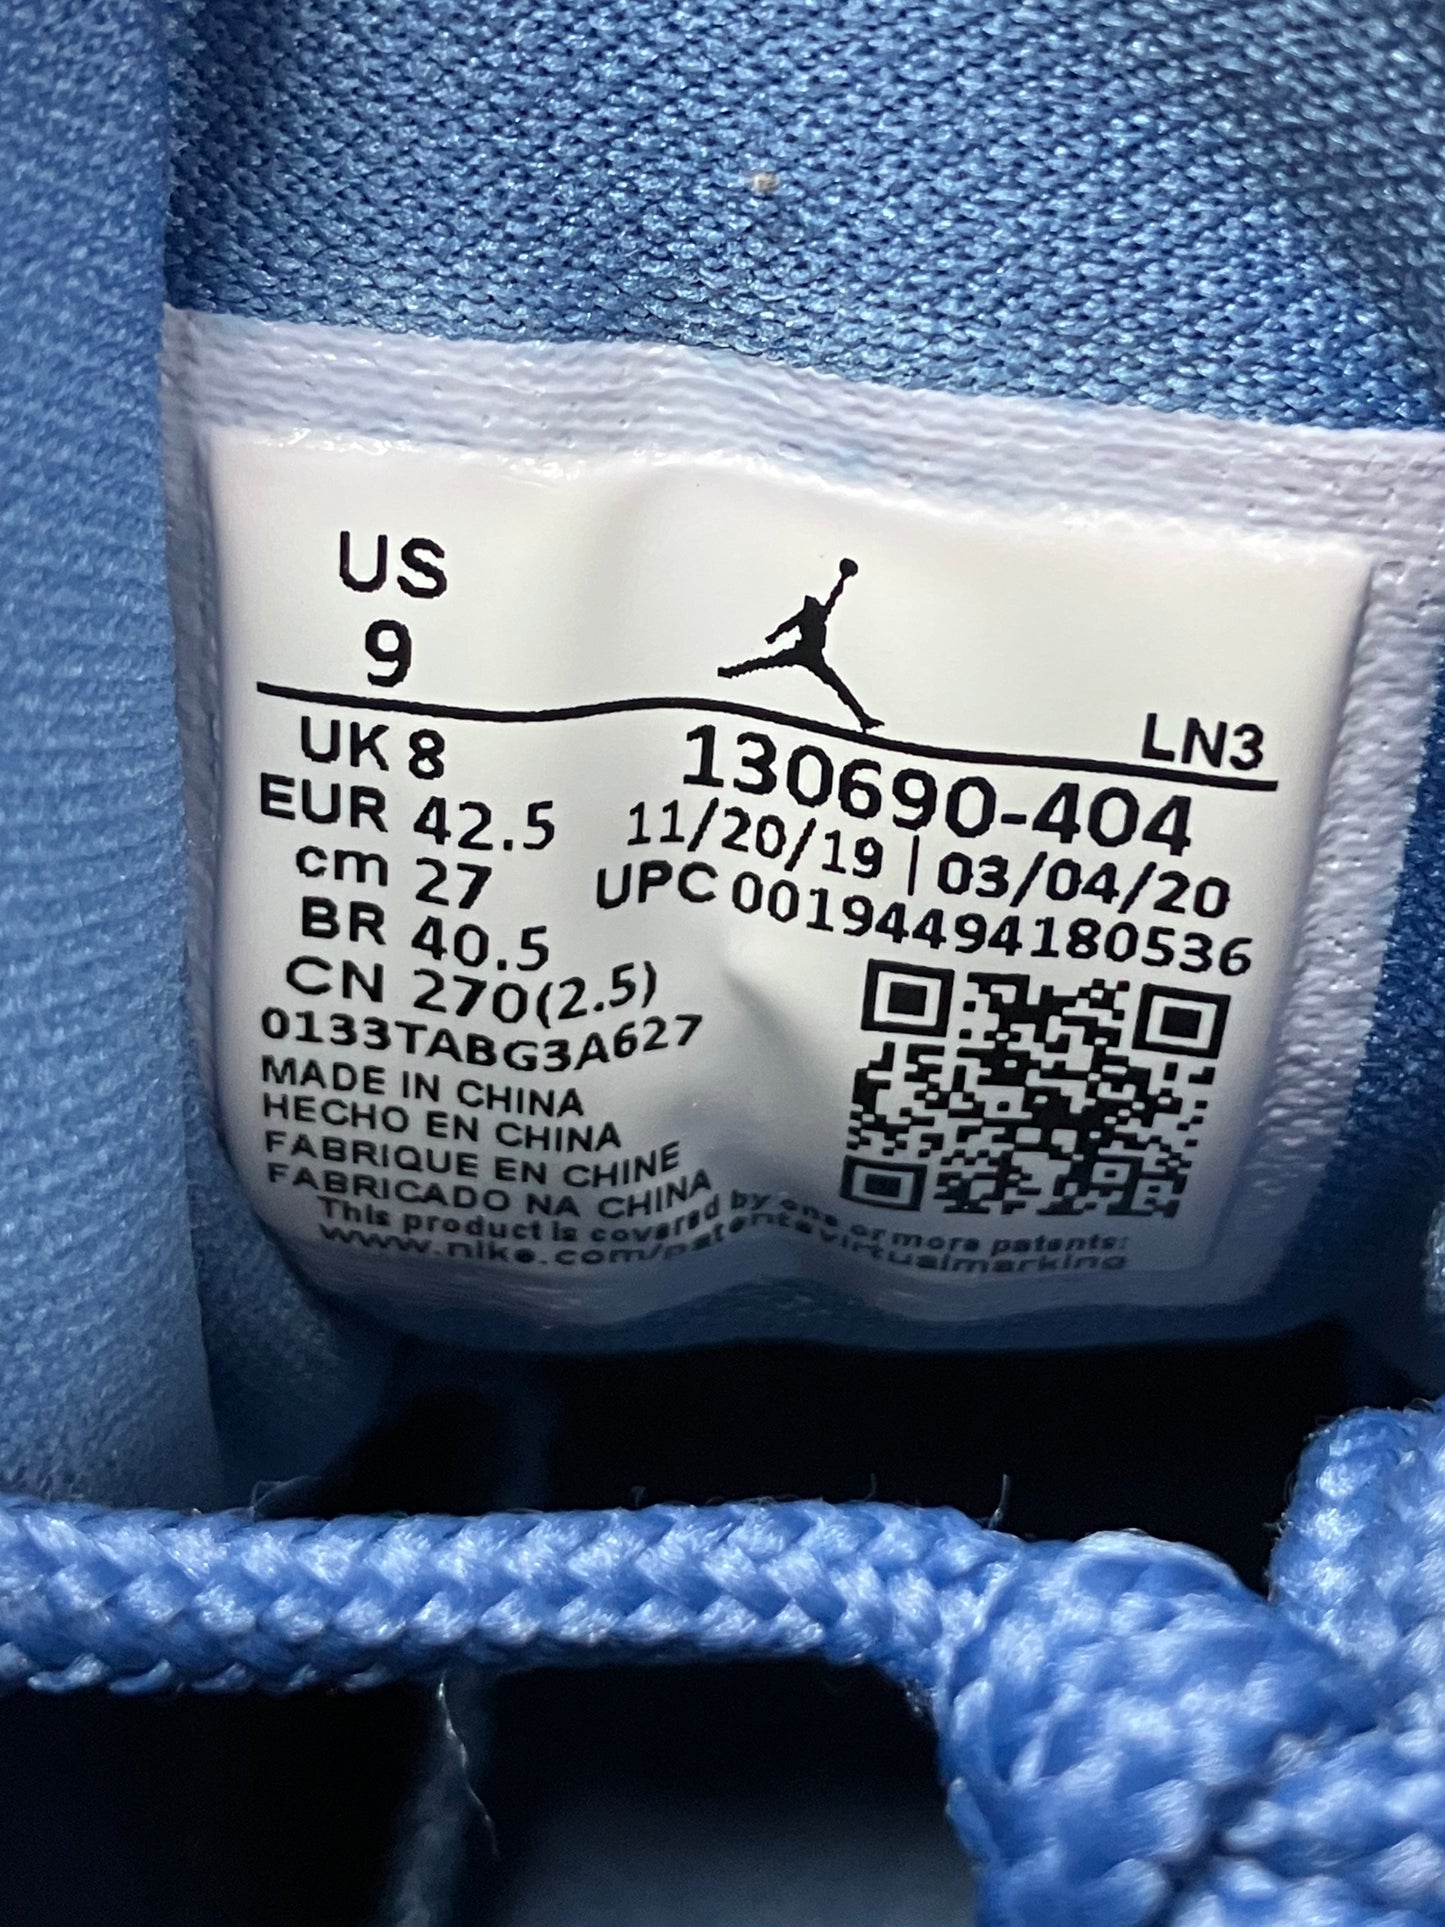 US
9
LN3
UK 8
EUR 42.5
cm 27
BR 40.5
CN 270(2.5)
130690-404
11/20/19 | 03/04/20
UPC 00194494180536
0133TABG3A627
MADE IN CHINA
HECHO EN CHINA
FABRIQUE EN CHINE
FABRICADO NA CHINA
This product is covered by one or more patents:
www.nike.com/patentsvirtualmarking